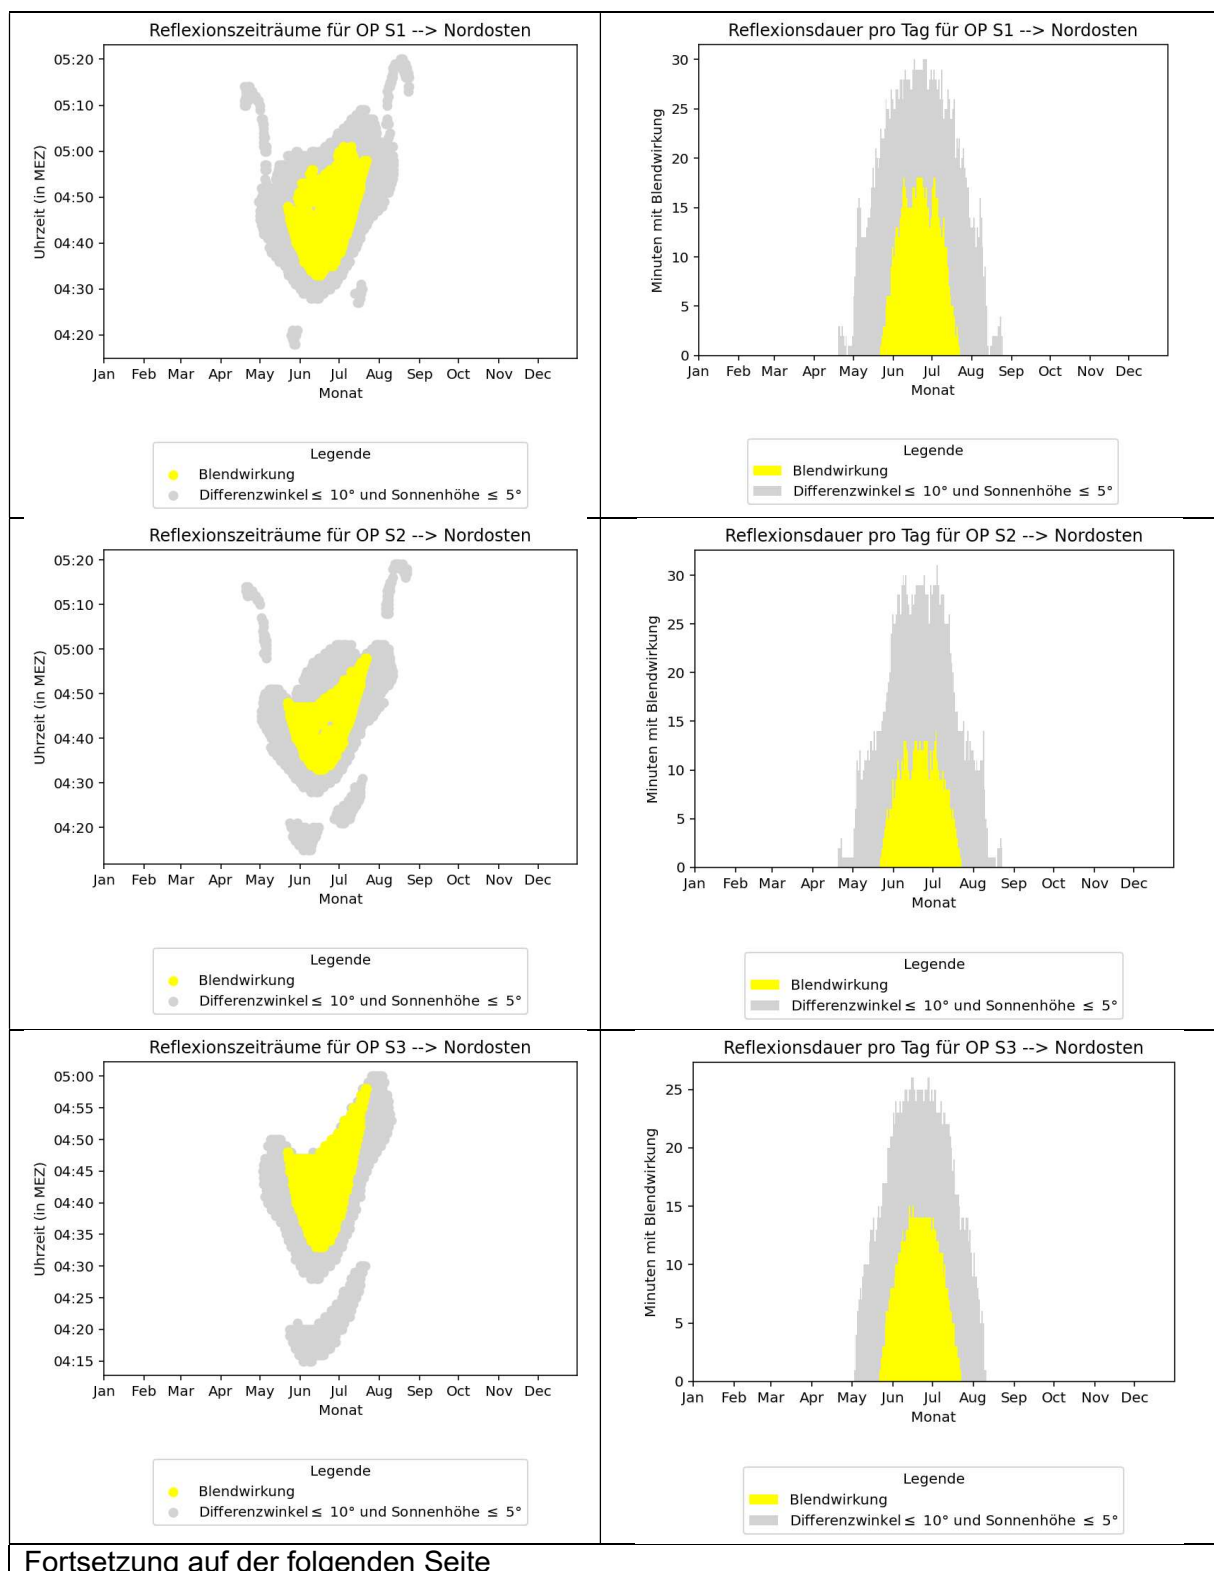 Reflexionszeiträume für OP S1 --> Nordosten
Uhrzeit (in MEZ)
05:20
05:10
05:00
04:50
04:40
04:30
04:20
Jan Feb Mar Apr May Jun Jul Aug Sep Oct Nov Dec
Monat
Legende
Blendwirkung
Differenzwinkel ≤ 10° und Sonnenhöhe ≤ 5°
Reflexionsdauer pro Tag für OP S1 --> Nordosten
Minuten mit Blendwirkung
30
25
20
15
10
5
0
Jan Feb Mar Apr May Jun Jul Aug Sep Oct Nov Dec
Monat
Legende
Blendwirkung
Differenzwinkel ≤ 10° und Sonnenhöhe ≤ 5°
Reflexionszeiträume für OP S2 --> Nordosten
Uhrzeit (in MEZ)
05:20
05:10
05:00
04:50
04:40
04:30
04:20
Jan Feb Mar Apr May Jun Jul Aug Sep Oct Nov Dec
Monat
Legende
Blendwirkung
Differenzwinkel ≤ 10° und Sonnenhöhe ≤ 5°
Reflexionsdauer pro Tag für OP S2 --> Nordosten
Minuten mit Blendwirkung
30
25
20
15
10
5
0
Jan Feb Mar Apr May Jun Jul Aug Sep Oct Nov Dec
Monat
Legende
Blendwirkung
Differenzwinkel ≤ 10° und Sonnenhöhe ≤ 5°
Reflexionszeiträume für OP S3 --> Nordosten
Uhrzeit (in MEZ)
05:00
04:55
04:50
04:45
04:40
04:35
04:30
04:25
04:20
04:15
Jan Feb Mar Apr May Jun Jul Aug Sep Oct Nov Dec
Monat
Legende
Blendwirkung
Differenzwinkel ≤ 10° und Sonnenhöhe ≤ 5°
Reflexionsdauer pro Tag für OP S3 --> Nordosten
Minuten mit Blendwirkung
25
20
15
10
5
0
Jan Feb Mar Apr May Jun Jul Aug Sep Oct Nov Dec
Monat
Legende
Blendwirkung
Differenzwinkel ≤ 10° und Sonnenhöhe ≤ 5°
Fortsetzung auf der folgenden Seite